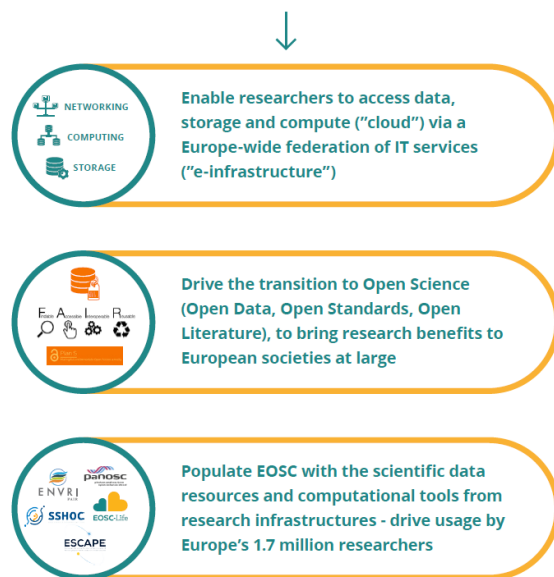 NETWORKING
COMPUTING
STORAGE
Enable researchers to access data,
storage and compute (”cloud”) via a
Europe-wide federation of IT services
(”e-infrastructure”)
F A I R
Drive the transition to Open Science
(Open Data, Open Standards, Open
Literature), to bring research benefits to
European societies at large
ENVRI
FAIR
panosc
SSHOC
EOSC-Life
ESCAPE
Populate EOSC with the scientific data
resources and computational tools from
research infrastructures - drive usage by
Europe’s 1.7 million researchers